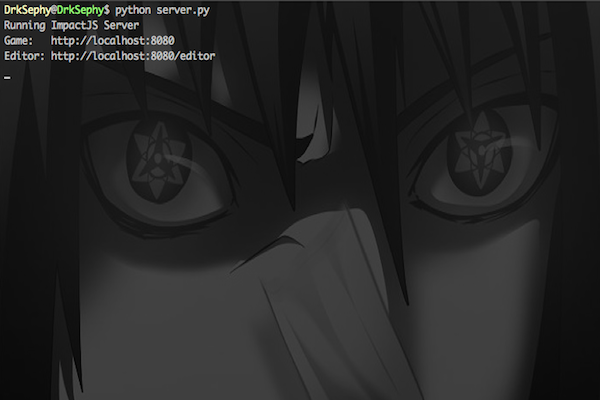 DrkSephy@DrkSephy$ python server.py
Running ImpactJS Server
Game:   http://localhost:8080
Editor: http://localhost:8080/editor